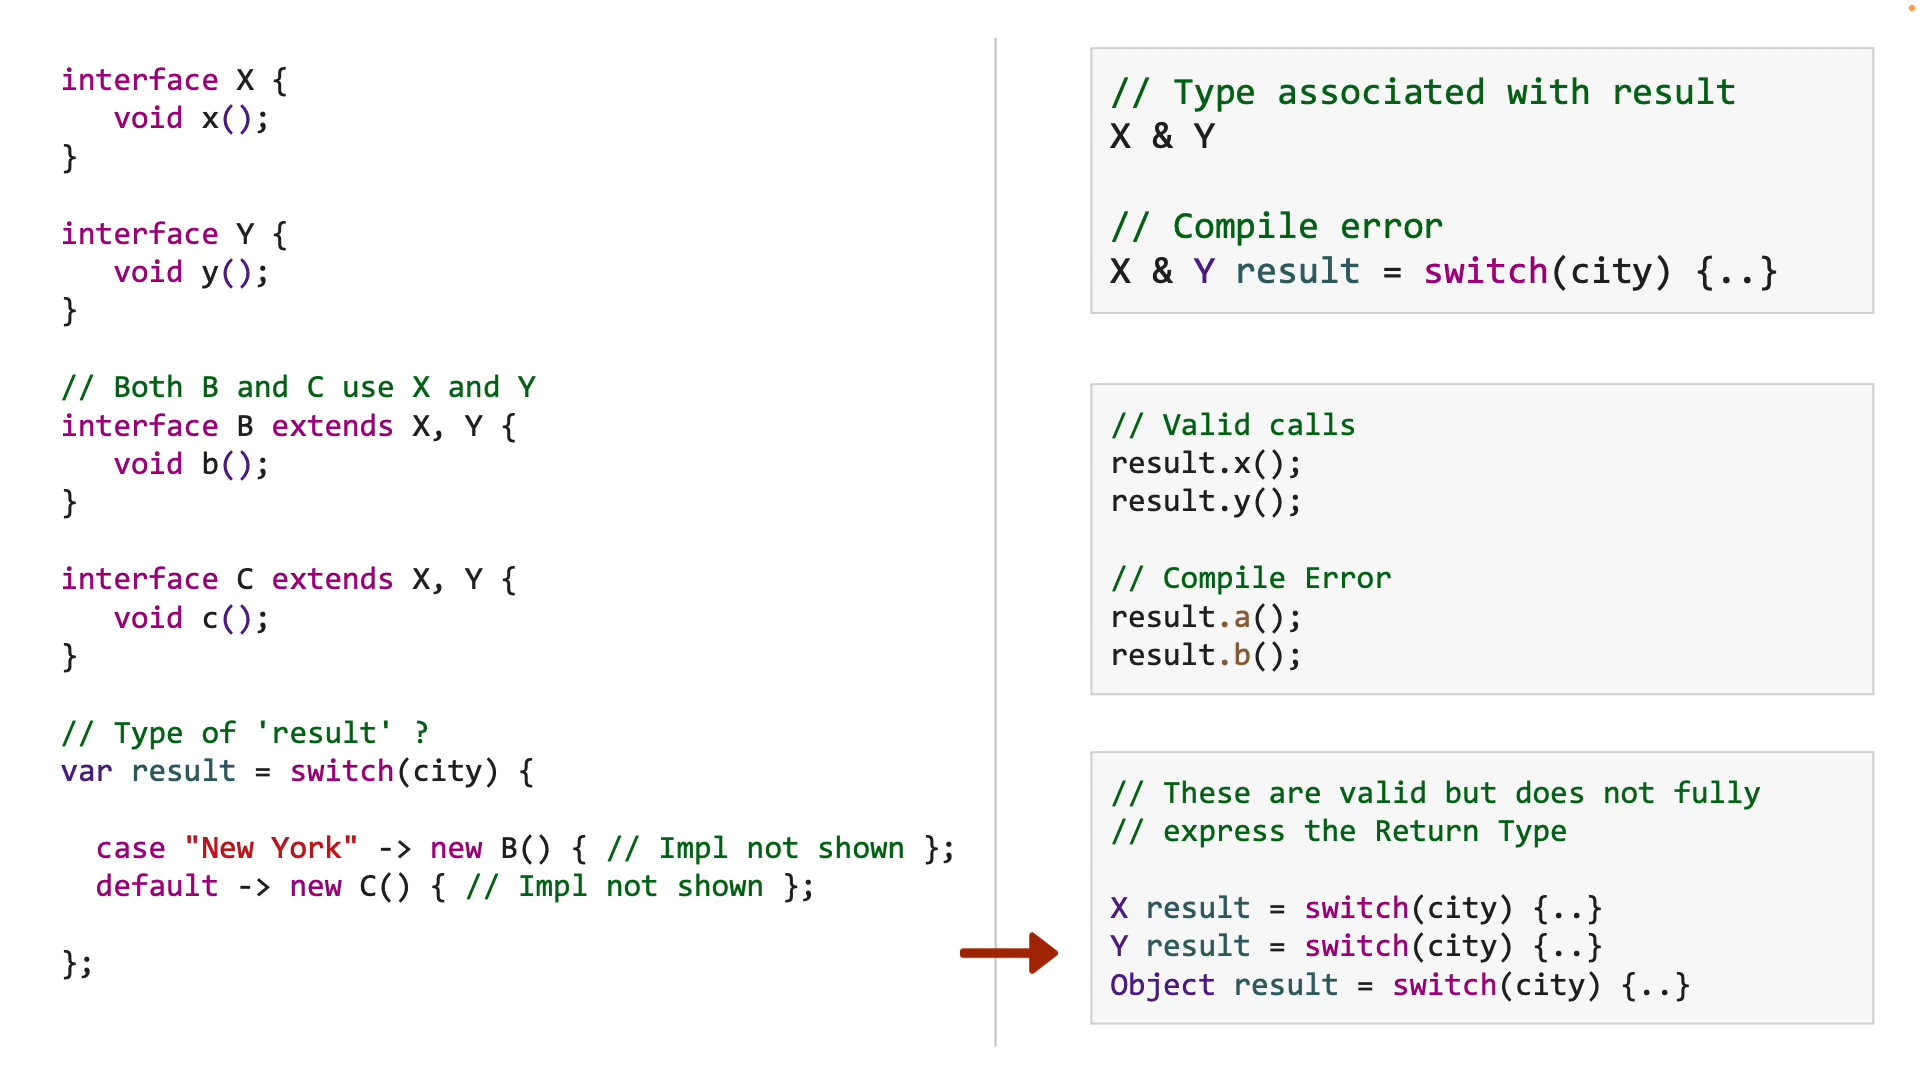 interface X {
   void x();
}

interface Y {
   void y();
}

// Both B and C use X and Y
interface B extends X, Y {
   void b();
}

interface C extends X, Y {
   void c();
}

// Type of 'result' ?
var result = switch(city) {

  case "New York" -> new B() { // Impl not shown };
  default -> new C() { // Impl not shown };

};

// Type associated with result
X & Y

// Compile error
X & Y result = switch(city) {..}

// Valid calls
result.x();
result.y();

// Compile Error
result.a();
result.b();

// These are valid but does not fully
// express the Return Type

X result = switch(city) {..}
Y result = switch(city) {..}
Object result = switch(city) {..}